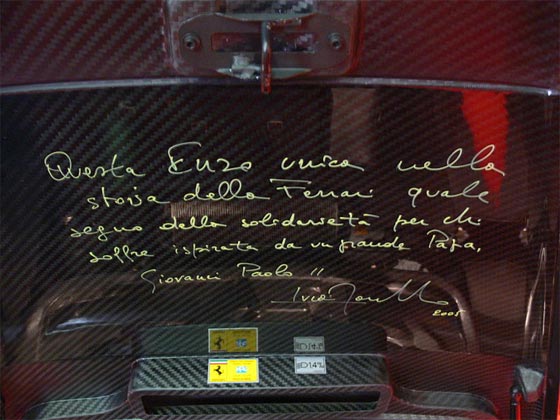 Questa Enzo unica nella
storia della Ferrari quale
segno della solidarietà per chi
soffre ispirata da un grande Papa,
Giovanni Paolo II
2005